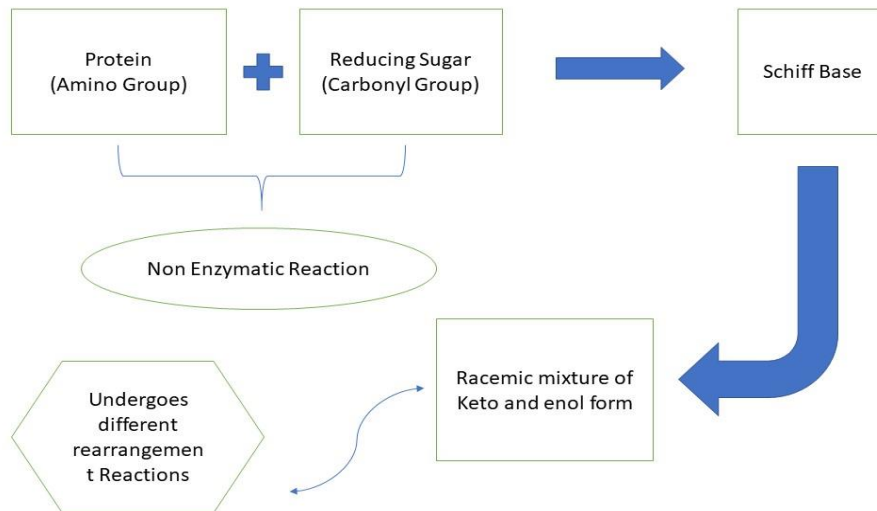 Protein
(Amino Group)
Reducing Sugar
(Carbonyl Group)
Schiff Base
Non Enzymatic Reaction
Racemic mixture of
Keto and enol form
Undergoes
different
rearrangemen
t Reactions